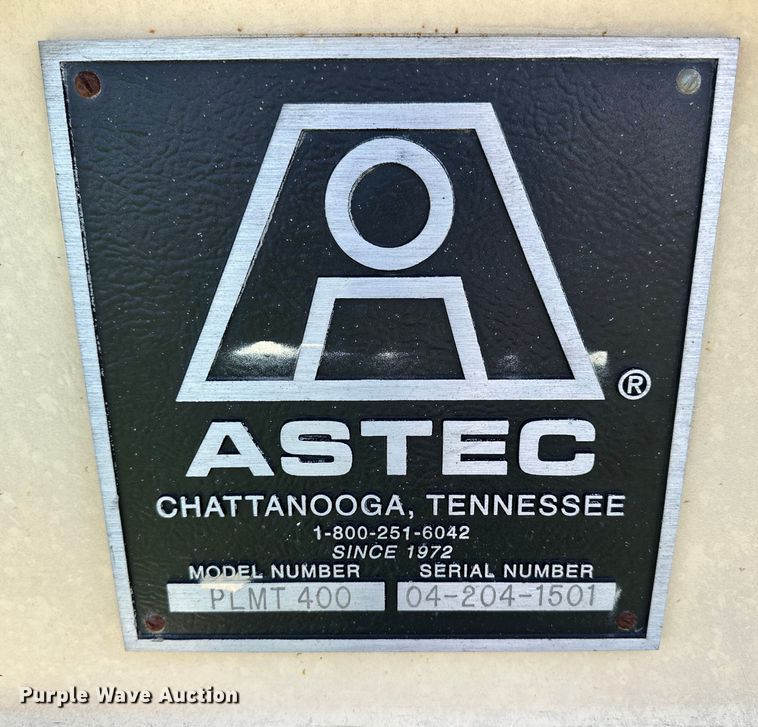 ®
ASTEC
CHATTANOOGA, TENNESSEE
1-800-251-6042
SINCE 1972
MODEL NUMBER SERIAL NUMBER
PLMT 400 04-204-1501
Purple Wave Auction